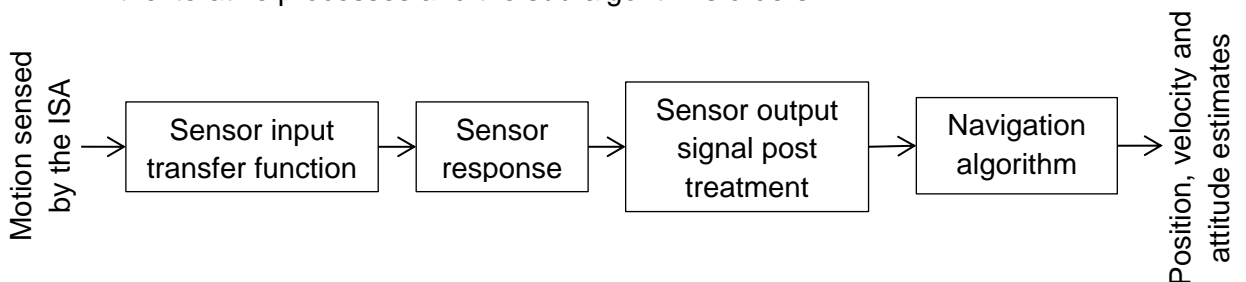 Motion sensed
by the ISA
Sensor input
transfer function
Sensor
response
Sensor output
signal post
treatment
Navigation
algorithm
Position, velocity and
attitude estimates